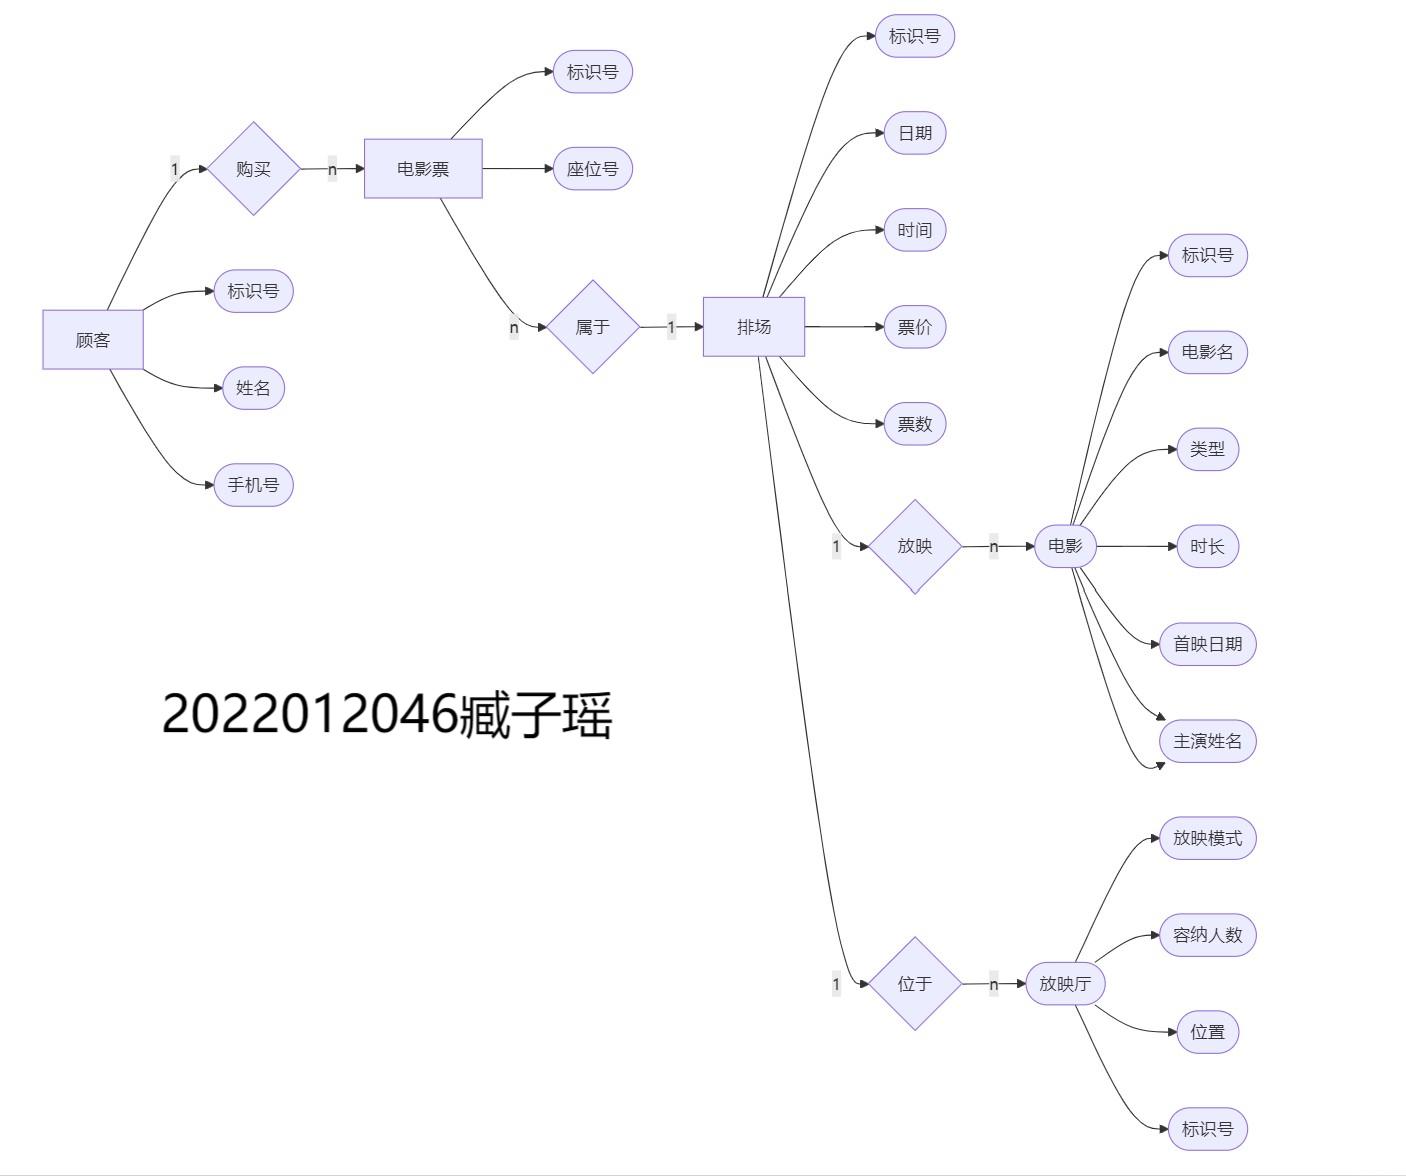 标识号
标识号
日期
1
购买
n
电影票
座位号
时间
标识号
标识号
顾客
n
属于
1
排场
票价
电影名
姓名
票数
类型
手机号
1
放映
n
电影
时长
首映日期
2022012046臧子瑶
主演姓名
放映模式
容纳人数
1
位于
n
放映厅
位置
标识号